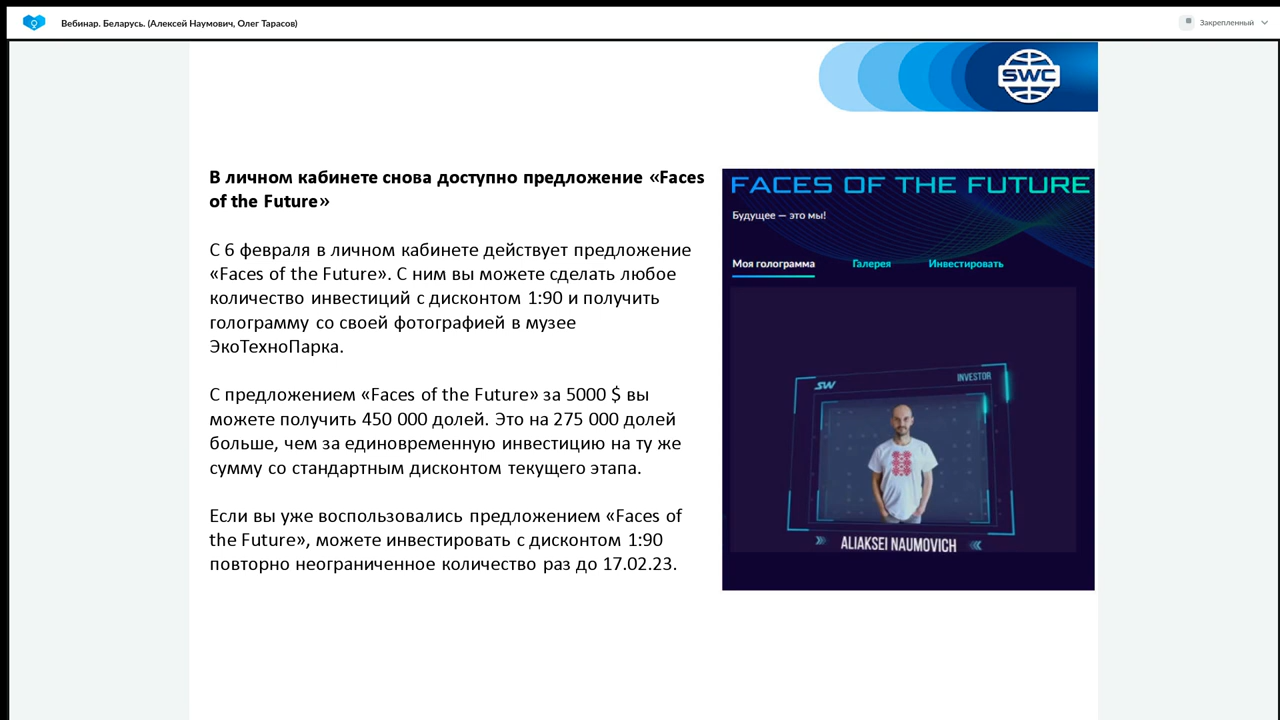 Вебинар. Беларусь. (Алексей Наумович, Олег Тарасов)
Закрепленный
SWC
В личном кабинете снова доступно предложение «Faces
of the Future»
С 6 февраля в личном кабинете действует предложение
«Faces of the Future». С ним вы можете сделать любое
количество инвестиций с дисконтом 1:90 и получить
голограмму со своей фотографией в музее
ЭкоТехноПарка.
С предложением «Faces of the Future» за 5000 $ вы
можете получить 450 000 долей. Это на 275 000 долей
больше, чем за единовременную инвестицию на ту же
сумму со стандартным дисконтом текущего этапа.
Если вы уже воспользовались предложением «Faces of
the Future», можете инвестировать с дисконтом 1:90
повторно неограниченное количество раз до 17.02.23.
FACES OF THE FUTURE
Будущее — это мы!
Моя голограмма Галерея Инвестировать
SW INVESTOR
ALIAKSEI NAUMOVICH